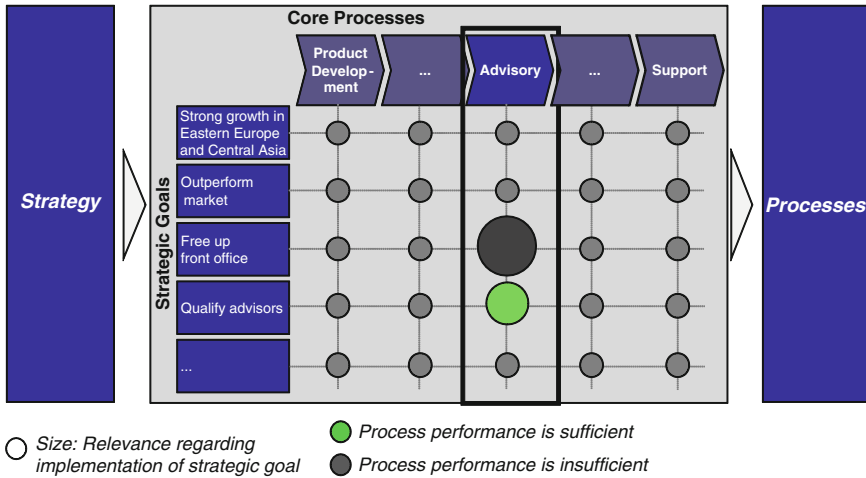 Core Processes
Product
Develop-
ment
...
Advisory
...
Support
Strategy
Strategic Goals
Strong growth in
Eastern Europe
and Central Asia
Outperform
market
Free up
front office
Qualify advisors
...
Processes
Size: Relevance regarding
implementation of strategic goal
Process performance is sufficient
Process performance is insufficient